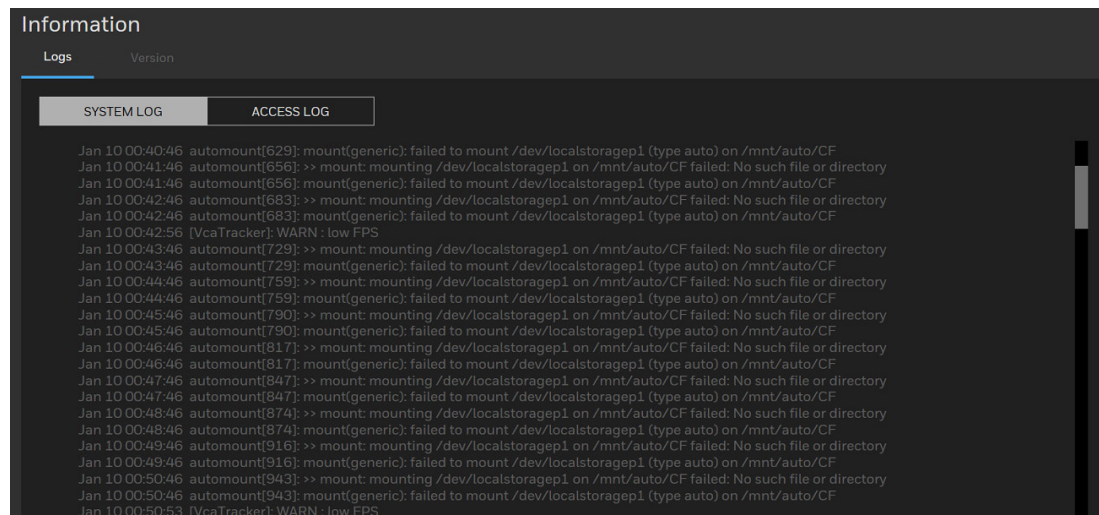 Information
Logs Version
SYSTEM LOG ACCESS LOG
Jan 10 00:40:46 automount[629]: mount(generic): failed to mount /dev/localstoragep1 (type auto) on /mnt/auto/CF
Jan 10 00:41:46 automount[656]: >> mount: mounting /dev/localstoragep1 on /mnt/auto/CF failed: No such file or directory
Jan 10 00:41:46 automount[656]: mount(generic): failed to mount /dev/localstoragep1 (type auto) on /mnt/auto/CF
Jan 10 00:42:46 automount[683]: >> mount: mounting /dev/localstoragep1 on /mnt/auto/CF failed: No such file or directory
Jan 10 00:42:46 automount[683]: mount(generic): failed to mount /dev/localstoragep1 (type auto) on /mnt/auto/CF
Jan 10 00:42:56 [VcaTracker]: WARN : low FPS
Jan 10 00:43:46 automount[729]: >> mount: mounting /dev/localstoragep1 on /mnt/auto/CF failed: No such file or directory
Jan 10 00:43:46 automount[729]: mount(generic): failed to mount /dev/localstoragep1 (type auto) on /mnt/auto/CF
Jan 10 00:44:46 automount[759]: >> mount: mounting /dev/localstoragep1 on /mnt/auto/CF failed: No such file or directory
Jan 10 00:44:46 automount[759]: mount(generic): failed to mount /dev/localstoragep1 (type auto) on /mnt/auto/CF
Jan 10 00:45:46 automount[790]: >> mount: mounting /dev/localstoragep1 on /mnt/auto/CF failed: No such file or directory
Jan 10 00:45:46 automount[790]: mount(generic): failed to mount /dev/localstoragep1 (type auto) on /mnt/auto/CF
Jan 10 00:46:46 automount[817]: >> mount: mounting /dev/localstoragep1 on /mnt/auto/CF failed: No such file or directory
Jan 10 00:46:46 automount[817]: mount(generic): failed to mount /dev/localstoragep1 (type auto) on /mnt/auto/CF
Jan 10 00:47:46 automount[847]: >> mount: mounting /dev/localstoragep1 on /mnt/auto/CF failed: No such file or directory
Jan 10 00:47:46 automount[847]: mount(generic): failed to mount /dev/localstoragep1 (type auto) on /mnt/auto/CF
Jan 10 00:48:46 automount[874]: >> mount: mounting /dev/localstoragep1 on /mnt/auto/CF failed: No such file or directory
Jan 10 00:48:46 automount[874]: mount(generic): failed to mount /dev/localstoragep1 (type auto) on /mnt/auto/CF
Jan 10 00:49:46 automount[916]: >> mount: mounting /dev/localstoragep1 on /mnt/auto/CF failed: No such file or directory
Jan 10 00:49:46 automount[916]: mount(generic): failed to mount /dev/localstoragep1 (type auto) on /mnt/auto/CF
Jan 10 00:50:46 automount[943]: >> mount: mounting /dev/localstoragep1 on /mnt/auto/CF failed: No such file or directory
Jan 10 00:50:46 automount[943]: mount(generic): failed to mount /dev/localstoragep1 (type auto) on /mnt/auto/CF
Jan 10 00:50:53 [VcaTracker]: WARN : low FPS